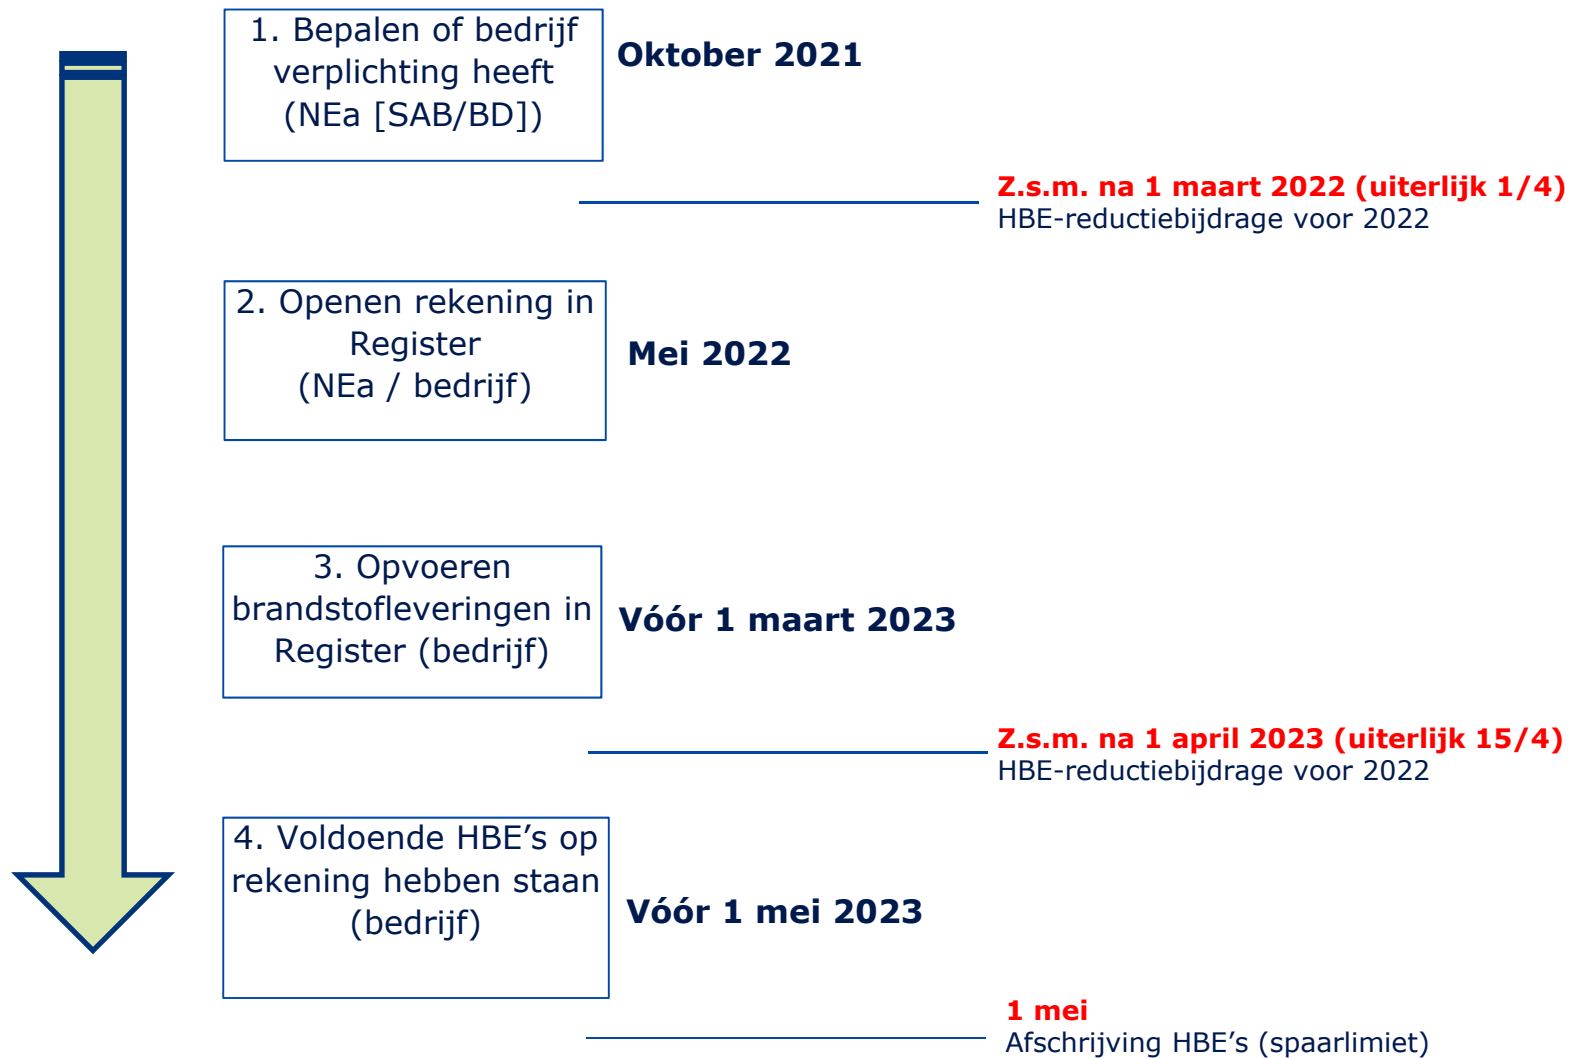 1. Bepalen of bedrijf
verplichting heeft
(NEa [SAB/BD])
Oktober 2021
Z.s.m. na 1 maart 2022 (uiterlijk 1/4)
HBE-reductiebijdrage voor 2022
2. Openen rekening in
Register
(NEa / bedrijf)
Mei 2022
3. Opvoeren
brandstofleveringen in
Register (bedrijf)
Vóór 1 maart 2023
Z.s.m. na 1 april 2023 (uiterlijk 15/4)
HBE-reductiebijdrage voor 2022
4. Voldoende HBE’s op
rekening hebben staan
(bedrijf)
Vóór 1 mei 2023
1 mei
Afschrijving HBE’s (spaarlimiet)